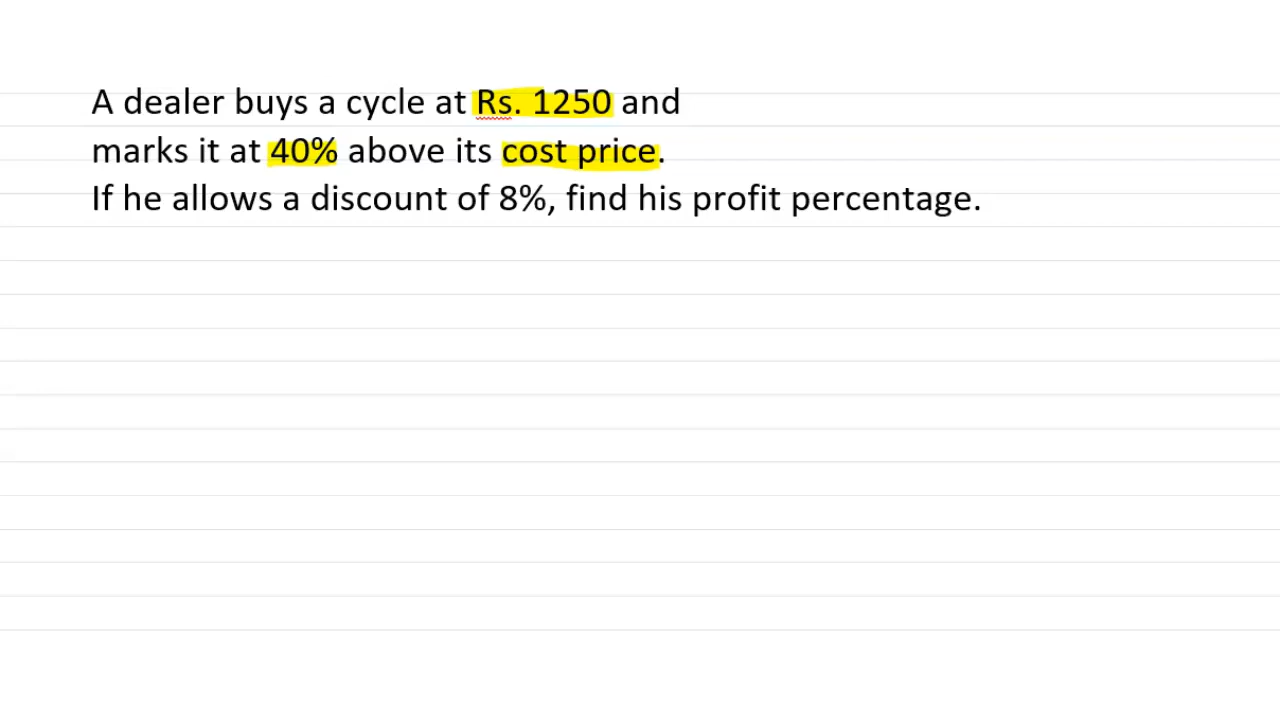 A dealer buys a cycle at Rs. 1250 and
marks it at 40% above its cost price.
If he allows a discount of 8%, find his profit percentage.